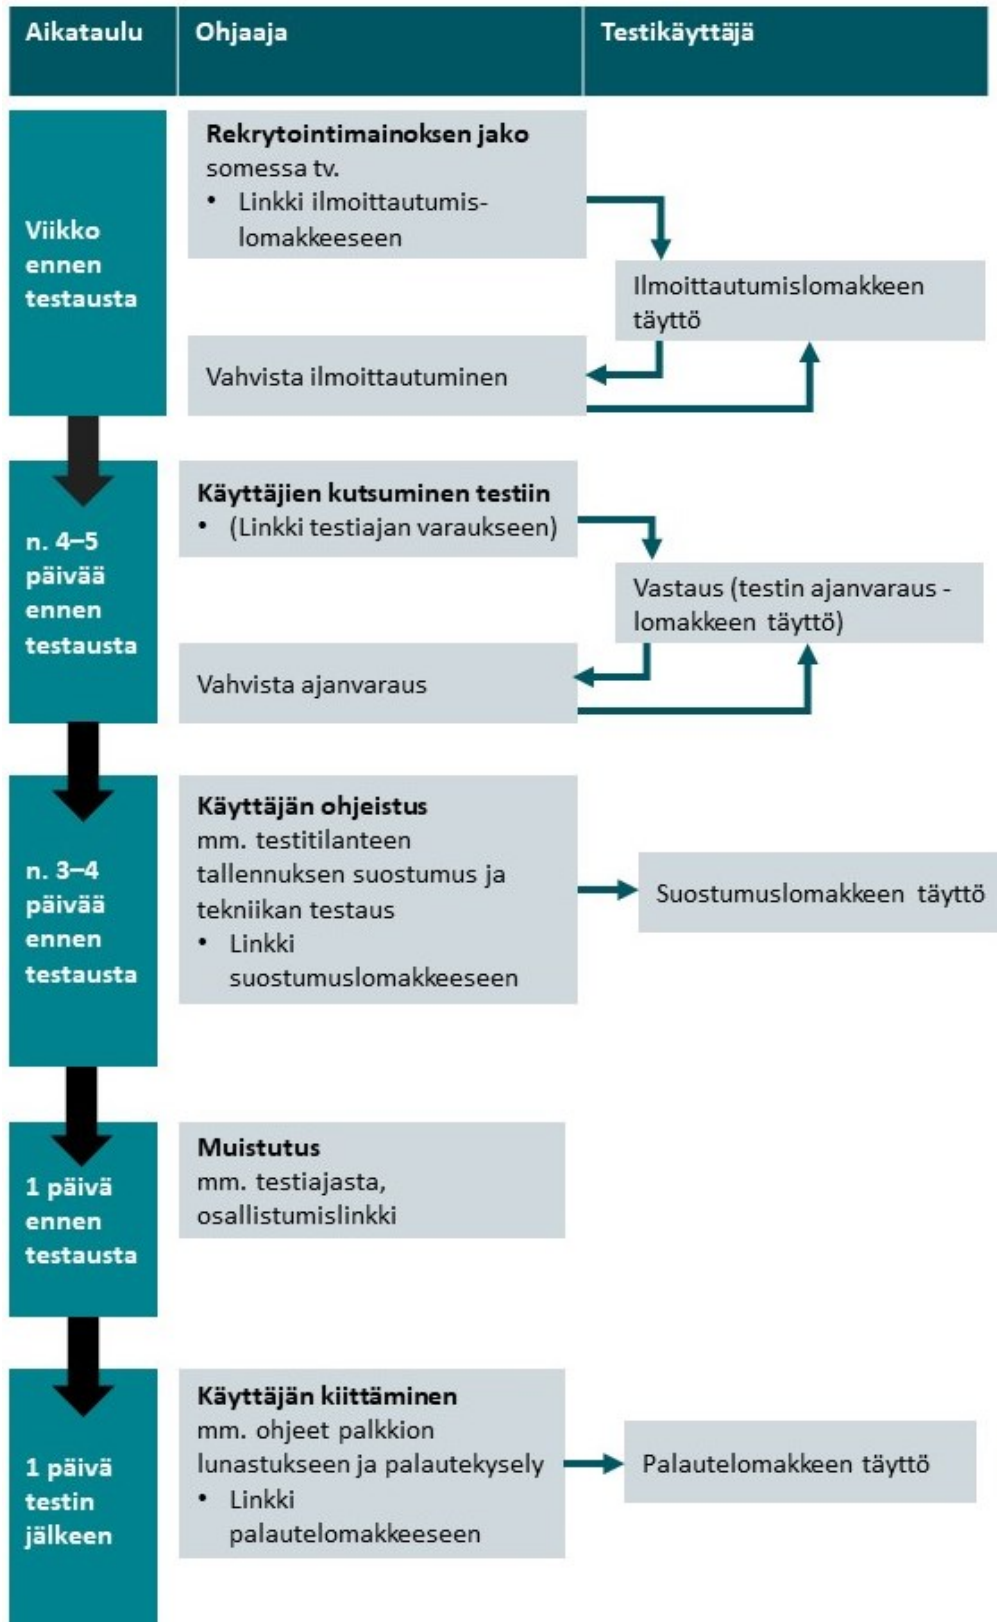 Aikataulu
Ohjaaja
Testikäyttäjä
Viikko
ennen
testausta
Rekrytointimainoksen jako
somessa tv.
• Linkki ilmoittautumis-
lomakkeeseen
Ilmoittautumislomakkeen
täyttö
Vahvista ilmoittautuminen
n. 4–5
päivää
ennen
testausta
Käyttäjien kutsuminen testiin
• (Linkki testiajan varaukseen)
Vastaus (testin ajanvaraus -
lomakkeen täyttö)
Vahvista ajanvaraus
n. 3–4
päivää
ennen
testausta
Käyttäjän ohjeistus
mm. testitilanteen
tallennuksen suostumus ja
tekniikan testaus
• Linkki
suostumuslomakkeeseen
Suostumuslomakkeen täyttö
1 päivä
ennen
testausta
Muistutus
mm. testiajasta,
osallistumislinkki
1 päivä
testin
jälkeen
Käyttäjän kiittäminen
mm. ohjeet palkkion
lunastukseen ja palautekysely
• Linkki
palautelomakkeeseen
Palautelomakkeen täyttö